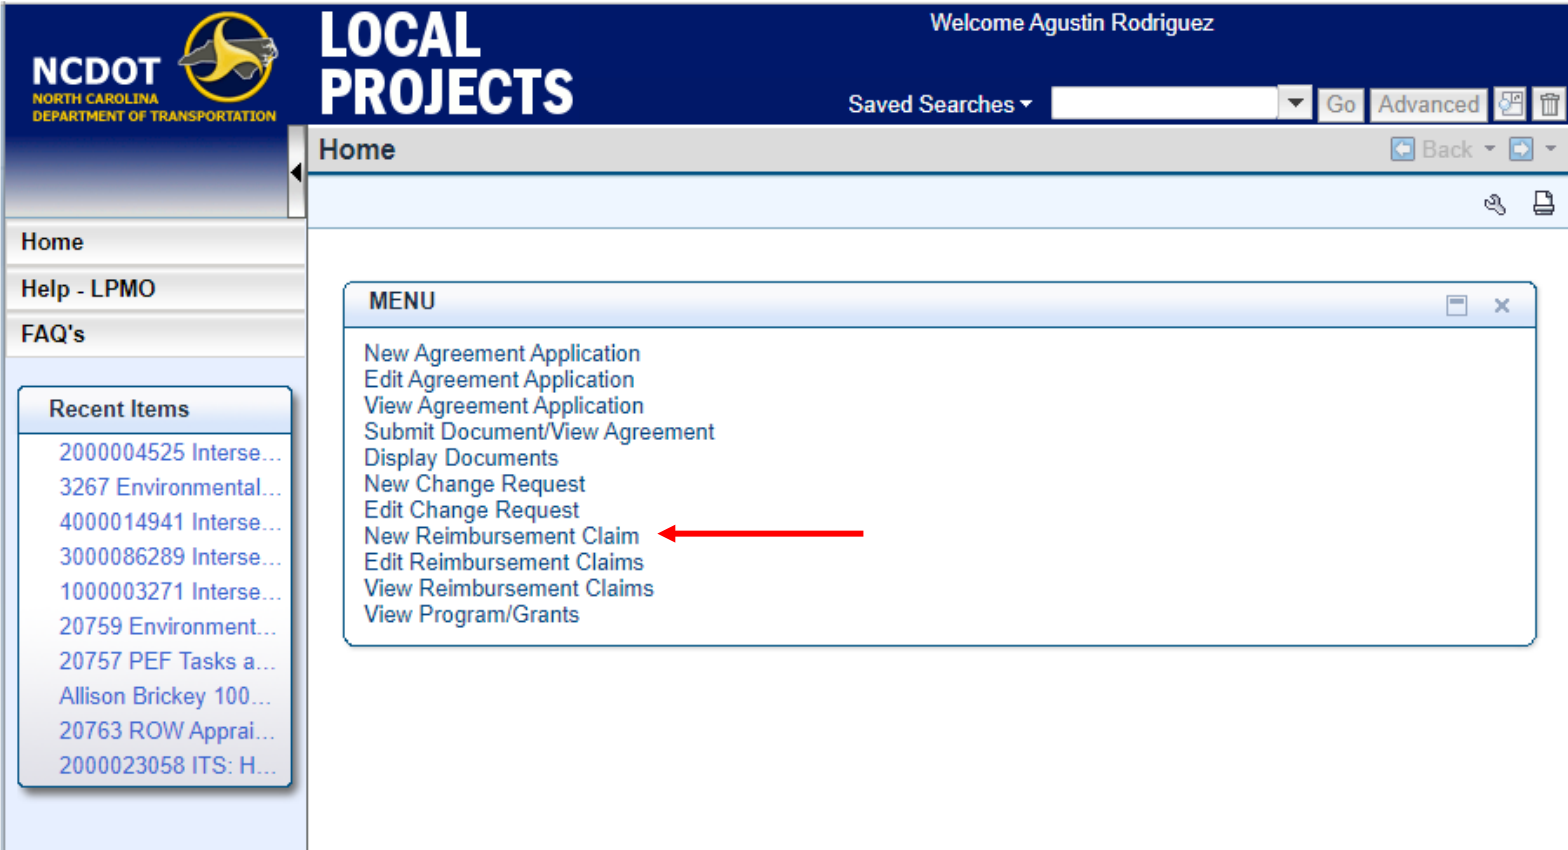 NCDOT
NORTH CAROLINA
DEPARTMENT OF TRANSPORTATION
LOCAL
PROJECTS
Welcome Agustin Rodriguez
Saved Searches
Go
Advanced
Home
Back
Home
Help - LPMO
FAQ's
Recent Items
2000004525 Interse...
3267 Environmental...
4000014941 Interse...
3000086289 Interse...
1000003271 Interse...
20759 Environment...
20757 PEF Tasks a...
Allison Brickey 100...
20763 ROW Apprai...
2000023058 ITS: H...
MENU
New Agreement Application
Edit Agreement Application
View Agreement Application
Submit Document/View Agreement
Display Documents
New Change Request
Edit Change Request
New Reimbursement Claim
Edit Reimbursement Claims
View Reimbursement Claims
View Program/Grants